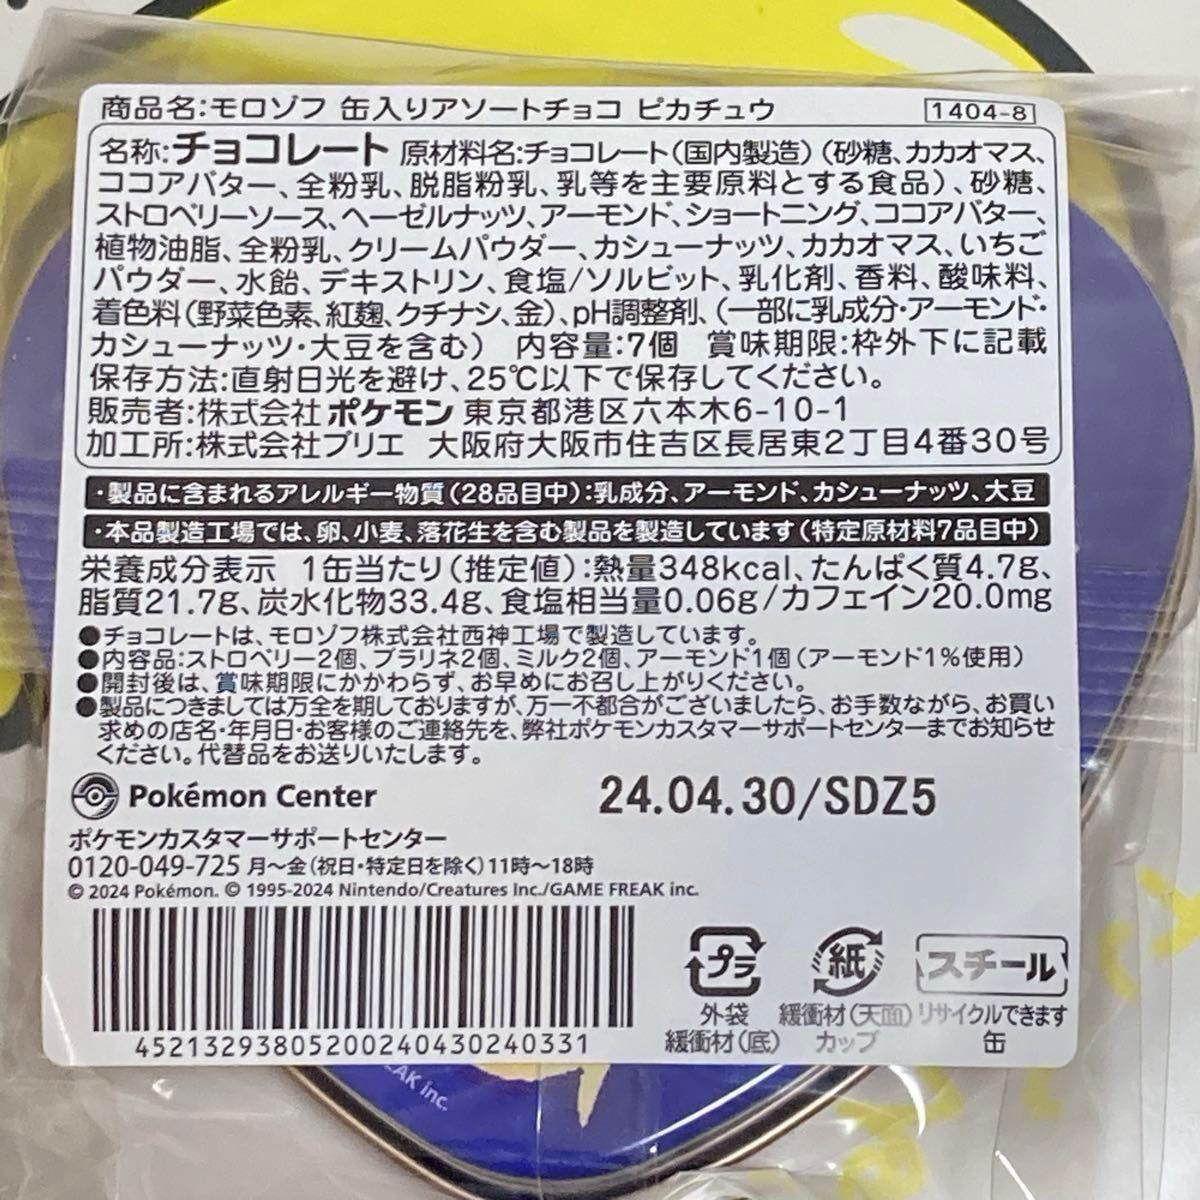 商品名:モロゾフ 缶入りアソートチョコ ピカチュウ 1404-8
名称:チョコレート 原材料名:チョコレート(国内製造)(砂糖、カカオマス、
ココアバター、全粉乳、脱脂粉乳、乳等を主要原料とする食品)、砂糖、
ストロベリーソース、ヘーゼルナッツ、アーモンド、ショートニング、ココアバター、
植物油脂、全粉乳、クリームパウダー、カシューナッツ、カカオマス、いちご
パウダー、水飴、デキストリン、食塩/ソルビット、乳化剤、香料、酸味料、
着色料(野菜色素、紅麹、クチナシ、金)、pH調整剤、(一部に乳成分・アーモンド・
カシューナッツ・大豆を含む) 内容量:7個 賞味期限:枠外下に記載
保存方法:直射日光を避け、25℃以下で保存してください。
販売者:株式会社 ポケモン 東京都港区六本木6-10-1
加工所:株式会社プリエ 大阪府大阪市住吉区長居東2丁目4番30号
・製品に含まれるアレルギー物質(28品目中):乳成分、アーモンド、カシューナッツ、大豆
・本品製造工場では、卵、小麦、落花生を含む製品を製造しています(特定原材料7品目中)
栄養成分表示 1缶当たり(推定値):熱量348kcal、たんぱく質4.7g、
脂質21.7g、炭水化物33.4g、食塩相当量0.06g/カフェイン20.0mg
●チョコレートは、モロゾフ株式会社西神工場で製造しています。
●内容品:ストロベリー2個、プラリネ2個、ミルク2個、アーモンド1個(アーモンド1%使用)
●開封後は、賞味期限にかかわらず、お早めにお召し上がりください。
●製品につきましては万全を期しておりますが、万一不都合がございましたら、お手数ながら、お買い
求めの店名・年月日・お客様のご連絡先を、弊社ポケモンカスタマーサポートセンターまでお知らせ
ください。代替品をお送りいたします。
Pokémon Center 24.04.30/SDZ5
ポケモンカスタマーサポートセンター
0120-049-725 月～金(祝日・特定日を除く)11時～18時
© 2024 Pokémon. © 1995-2024 Nintendo/Creatures Inc./GAME FREAK inc.
4521329380520024043024​0331
プラ 紙 スチール
外袋 緩衝材(天面) リサイクルできます
緩衝材(底) カップ 缶
EAK inc.